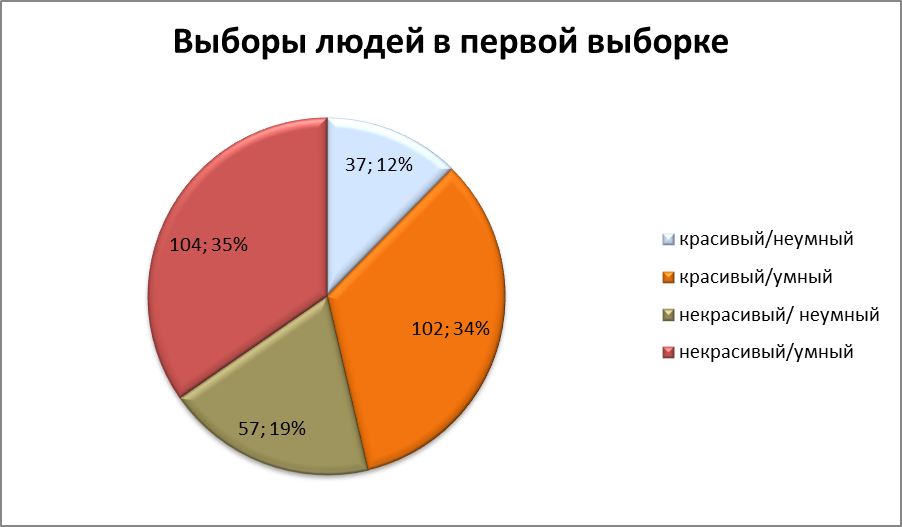 Выборы людей в первой выборке
37; 12%
104; 35%
102; 34%
57; 19%
красивый/неумный
красивый/умный
некрасивый/ неумный
некрасивый/умный